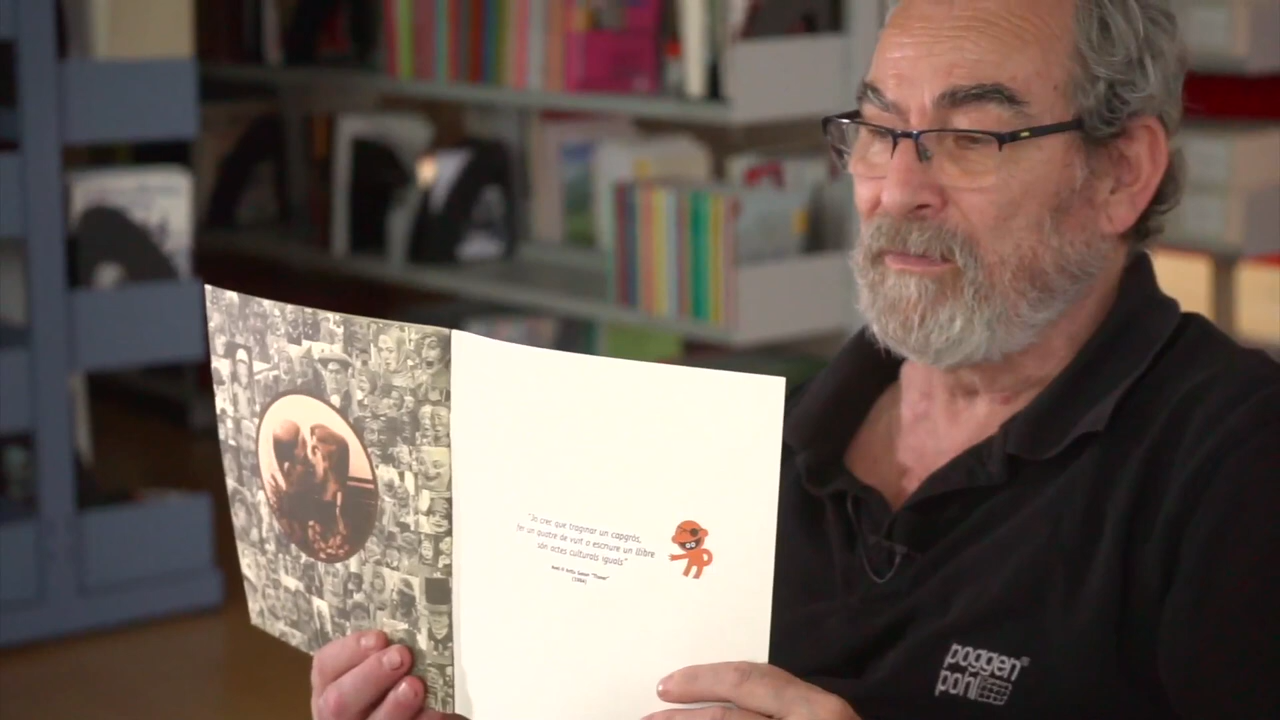 "Jo crec que traginar un capgròs,
fer un quatre de vuit o escriure un llibre
són actes culturals iguals"
(1984)
poggen®
pohl